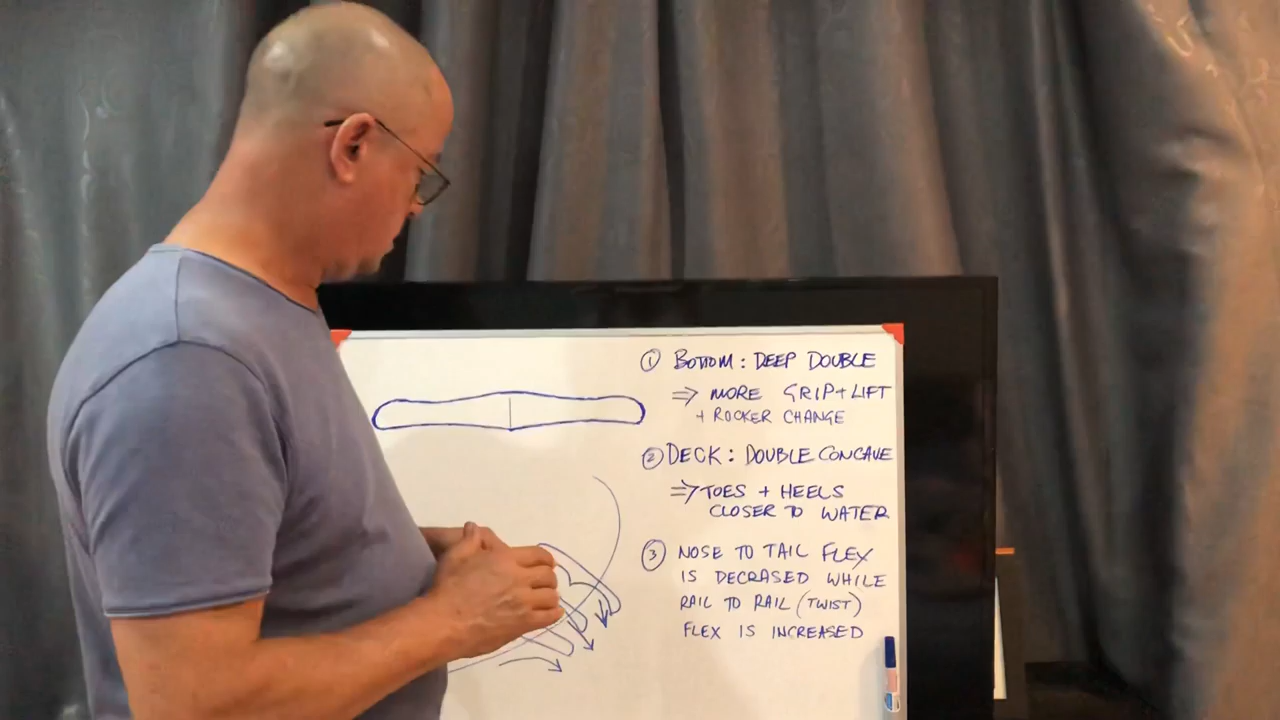 1 BOTTOM: DEEP DOUBLE
⇒ MORE GRIP+LIFT
+ ROCKER CHANGE
2 DECK: DOUBLE CONCAVE
⇒ TOES + HEELS
CLOSER TO WATER
3 NOSE TO TAIL FLEX
IS DECRASED WHILE
RAIL TO RAIL (TWIST)
FLEX IS INCREASED